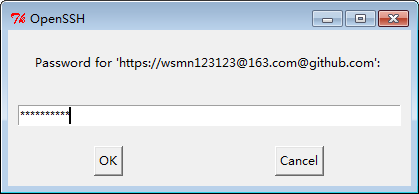 OpenSSH
Password for 'https://wsmn123123@163.com@github.com':
**********
OK
Cancel